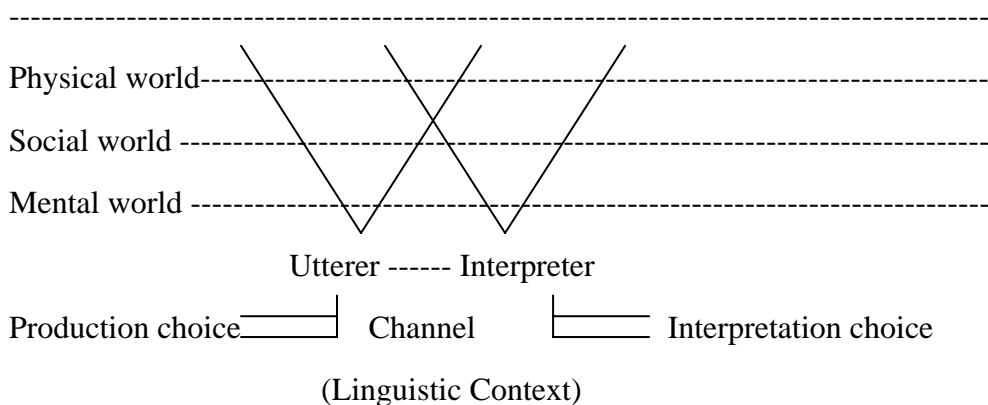 Physical world
Social world
Mental world
Utterer ------ Interpreter
Production choice Channel Interpretation choice
(Linguistic Context)